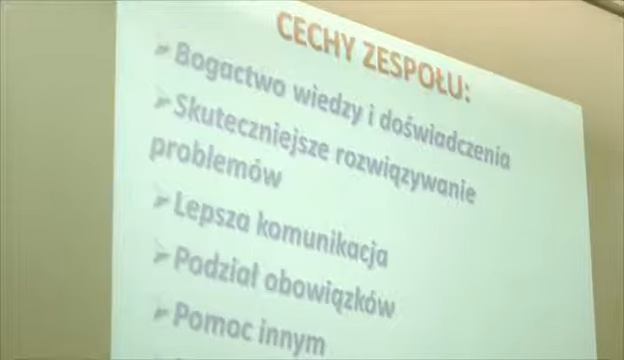 CECHY ZESPOŁU:
➢Bogactwo wiedzy i doświadczenia
➢Skuteczniejsze rozwiązywanie
problemów
➢Lepsza komunikacja
➢Podział obowiązków
➢Pomoc innym